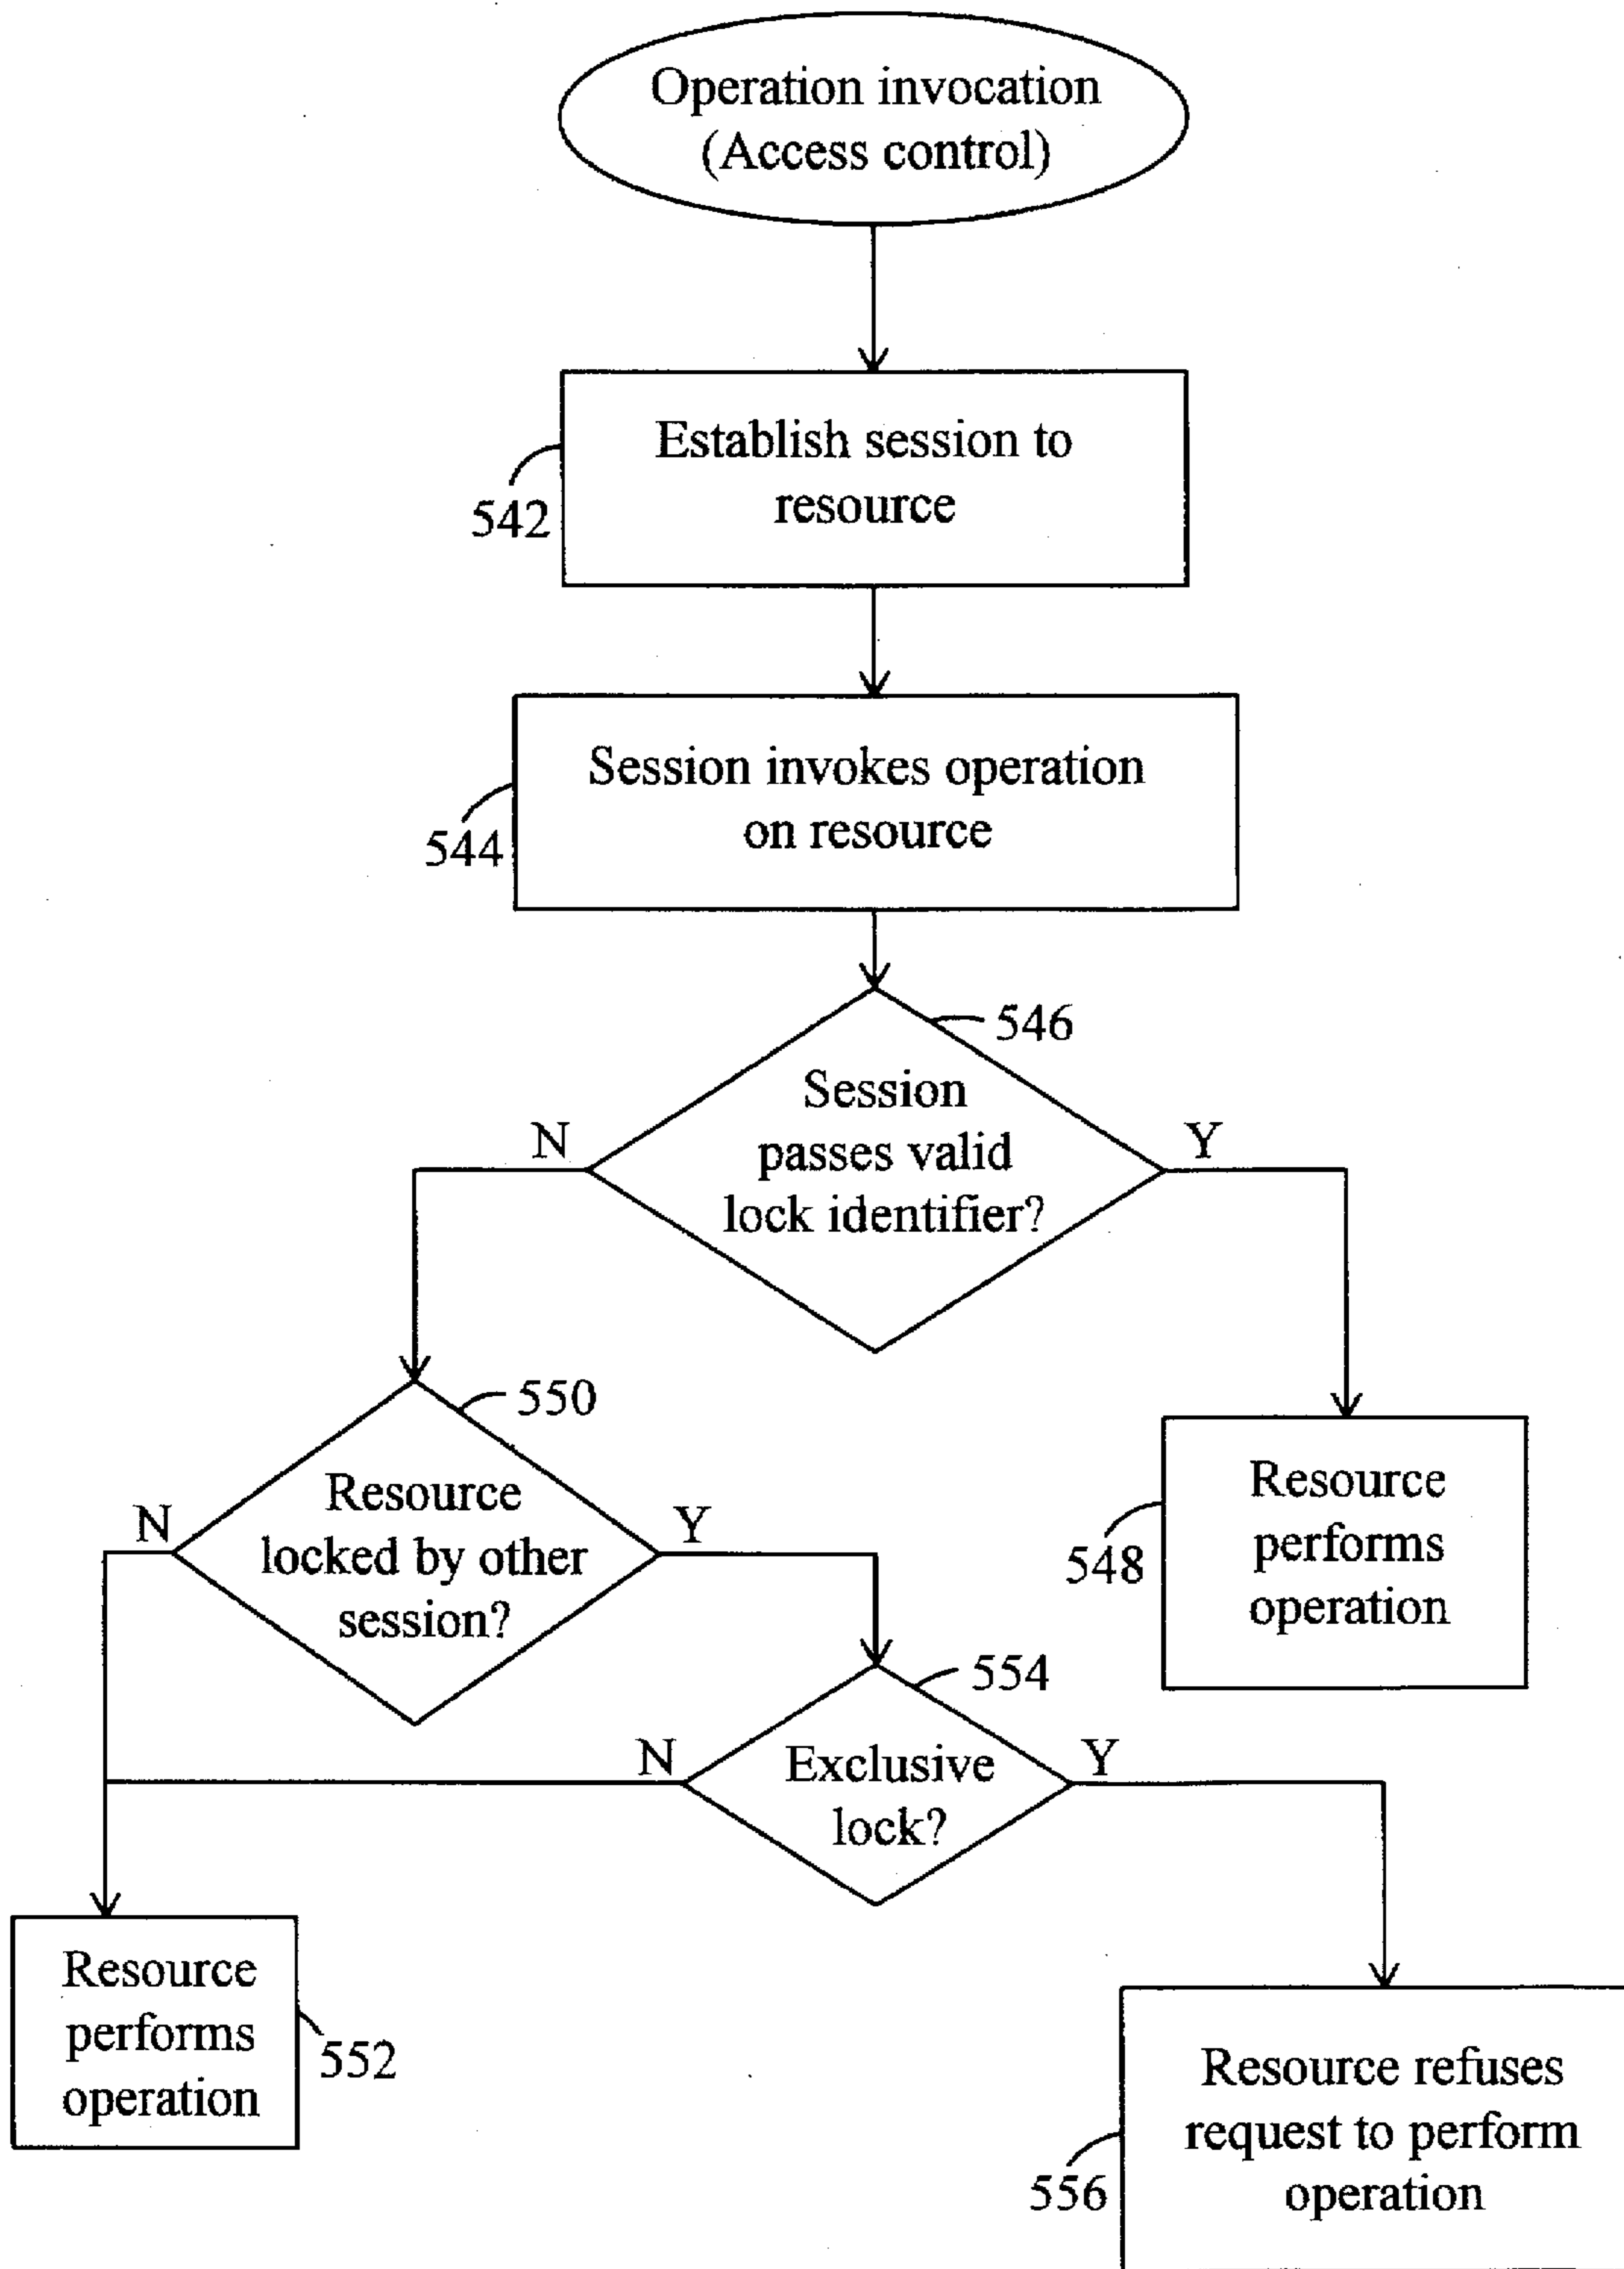 Operation invocation
(Access control)
Establish session to
resource
542
Session invokes operation
on resource
544
546
Session
passes valid
lock identifier?
N
Y
550
Resource
locked by other
session?
N
Y
Resource
performs
operation
548
554
Exclusive
lock?
N
Y
Resource
performs
operation
552
Resource refuses
request to perform
operation
556